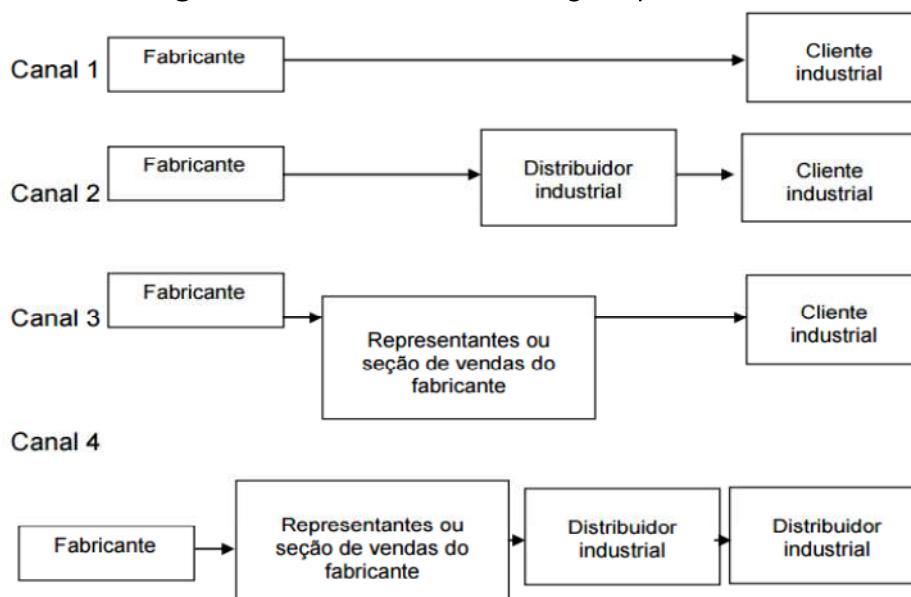 Canal 1
Fabricante
Cliente
industrial
Canal 2
Fabricante
Distribuidor
industrial
Cliente
industrial
Canal 3
Fabricante
Representantes ou
seção de vendas do
fabricante
Cliente
industrial
Canal 4
Fabricante
Representantes ou
seção de vendas do
fabricante
Distribuidor
industrial
Distribuidor
industrial